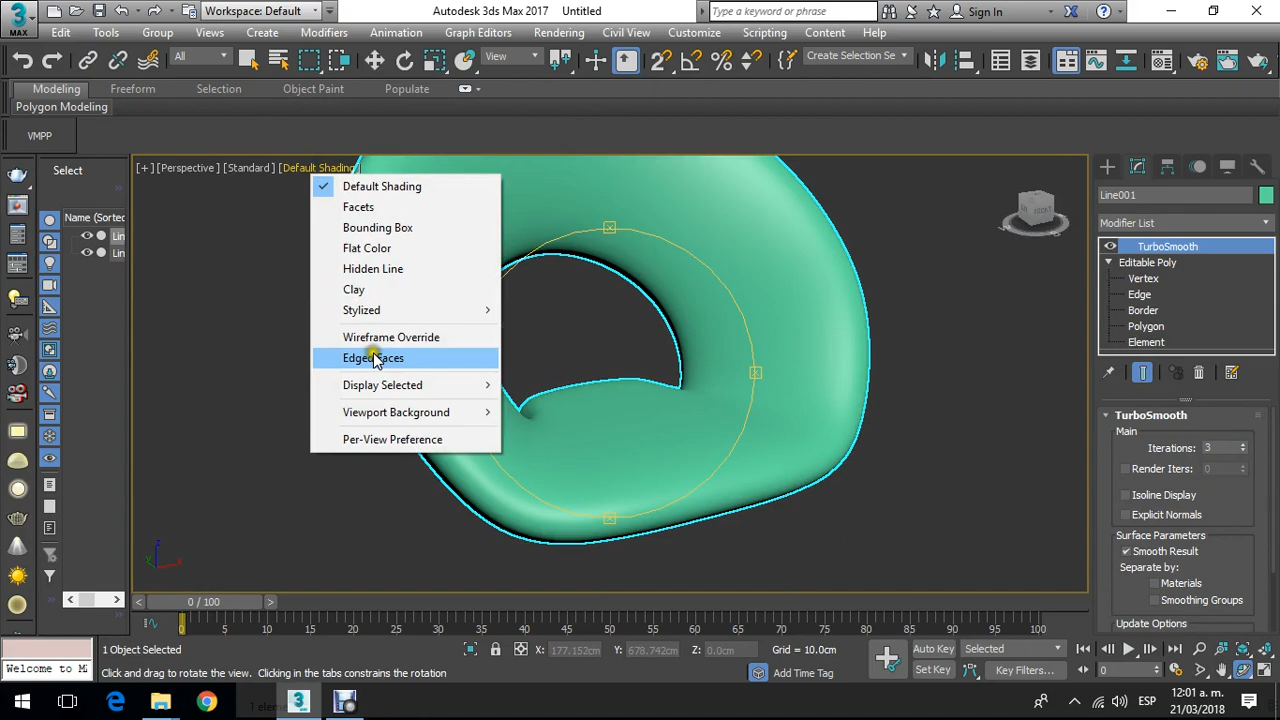 Workspace: Default
Autodesk 3ds Max 2017
Untitled
Type a keyword or phrase
Sign In
MAX
Edit
Tools
Group
Views
Create
Modifiers
Animation
Graph Editors
Rendering
Civil View
Customize
Scripting
Content
Help
All
View
Create Selection Se
Modeling
Freeform
Selection
Object Paint
Populate
Polygon Modeling
VMPP
Select
[+] [Perspective] [Standard] [Default Shading]
Name (Sorted
Lin
Lin
Default Shading
Facets
Bounding Box
Flat Color
Hidden Line
Clay
Stylized
Wireframe Override
Edged Faces
Display Selected
Viewport Background
Per-View Preference
Line001
Modifier List
TurboSmooth
Editable Poly
Vertex
Edge
Border
Polygon
Element
TurboSmooth
Main
Iterations: 3
Render Iters: 0
Isoline Display
Explicit Normals
Surface Parameters
Smooth Result
Separate by:
Materials
Smoothing Groups
Update Options
0 / 100
0 5 10 15 20 25 30 35 40 45 50 55 60 65 70 75 80 85 90 95 100
1 Object Selected
X: 177.152cm
Y: 678.742cm
Z: 0.0cm
Grid = 10.0cm
Auto Key
Selected
Welcome to M
Click and drag to rotate the view. Clicking in the tabs constrains the rotation
Add Time Tag
Set Key
Key Filters...
0
ESP
12:01 a. m.
21/03/2018